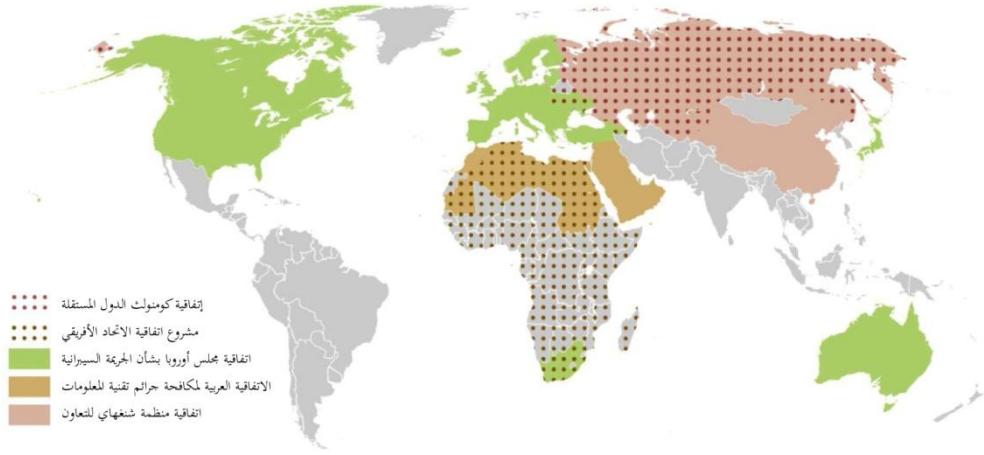 إتفاقية كومنولث الدول المستقلة
مشروع اتفاقية الاتحاد الأفريقي
اتفاقية مجلس أوروبا بشأن الجريمة السيبرانية
الاتفاقية العربية لمكافحة جرائم تقنية المعلومات
اتفاقية منظمة شنغهاي للتعاون